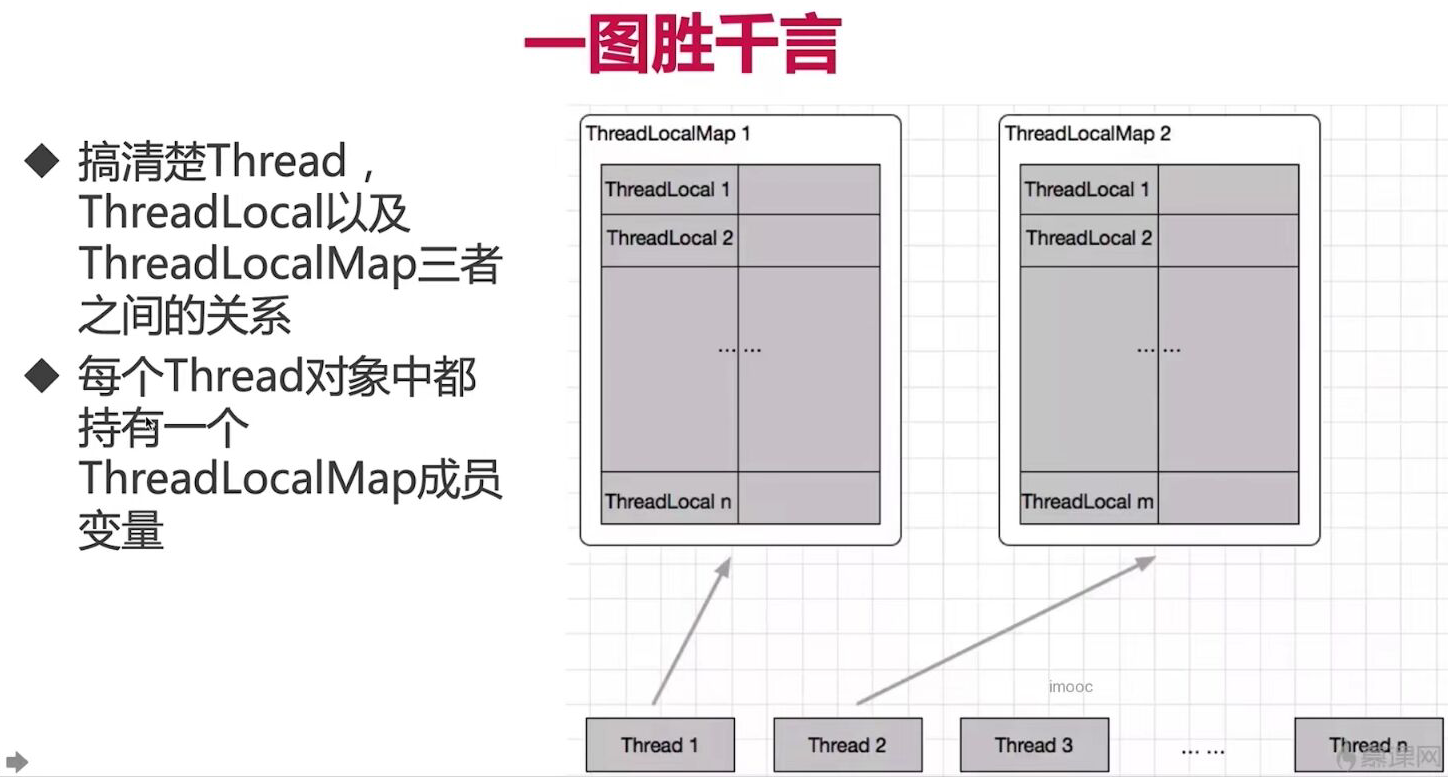 一图胜千言
搞清楚Thread，
ThreadLocal以及
ThreadLocalMap三者
之间的关系
每个Thread对象中都
持有一个
ThreadLocalMap成员
变量
ThreadLocalMap 1
ThreadLocal 1
ThreadLocal 2
... ...
ThreadLocal n
ThreadLocalMap 2
ThreadLocal 1
ThreadLocal 2
... ...
ThreadLocal m
imooc
Thread 1
Thread 2
Thread 3
... ...
Thread n
慕课网